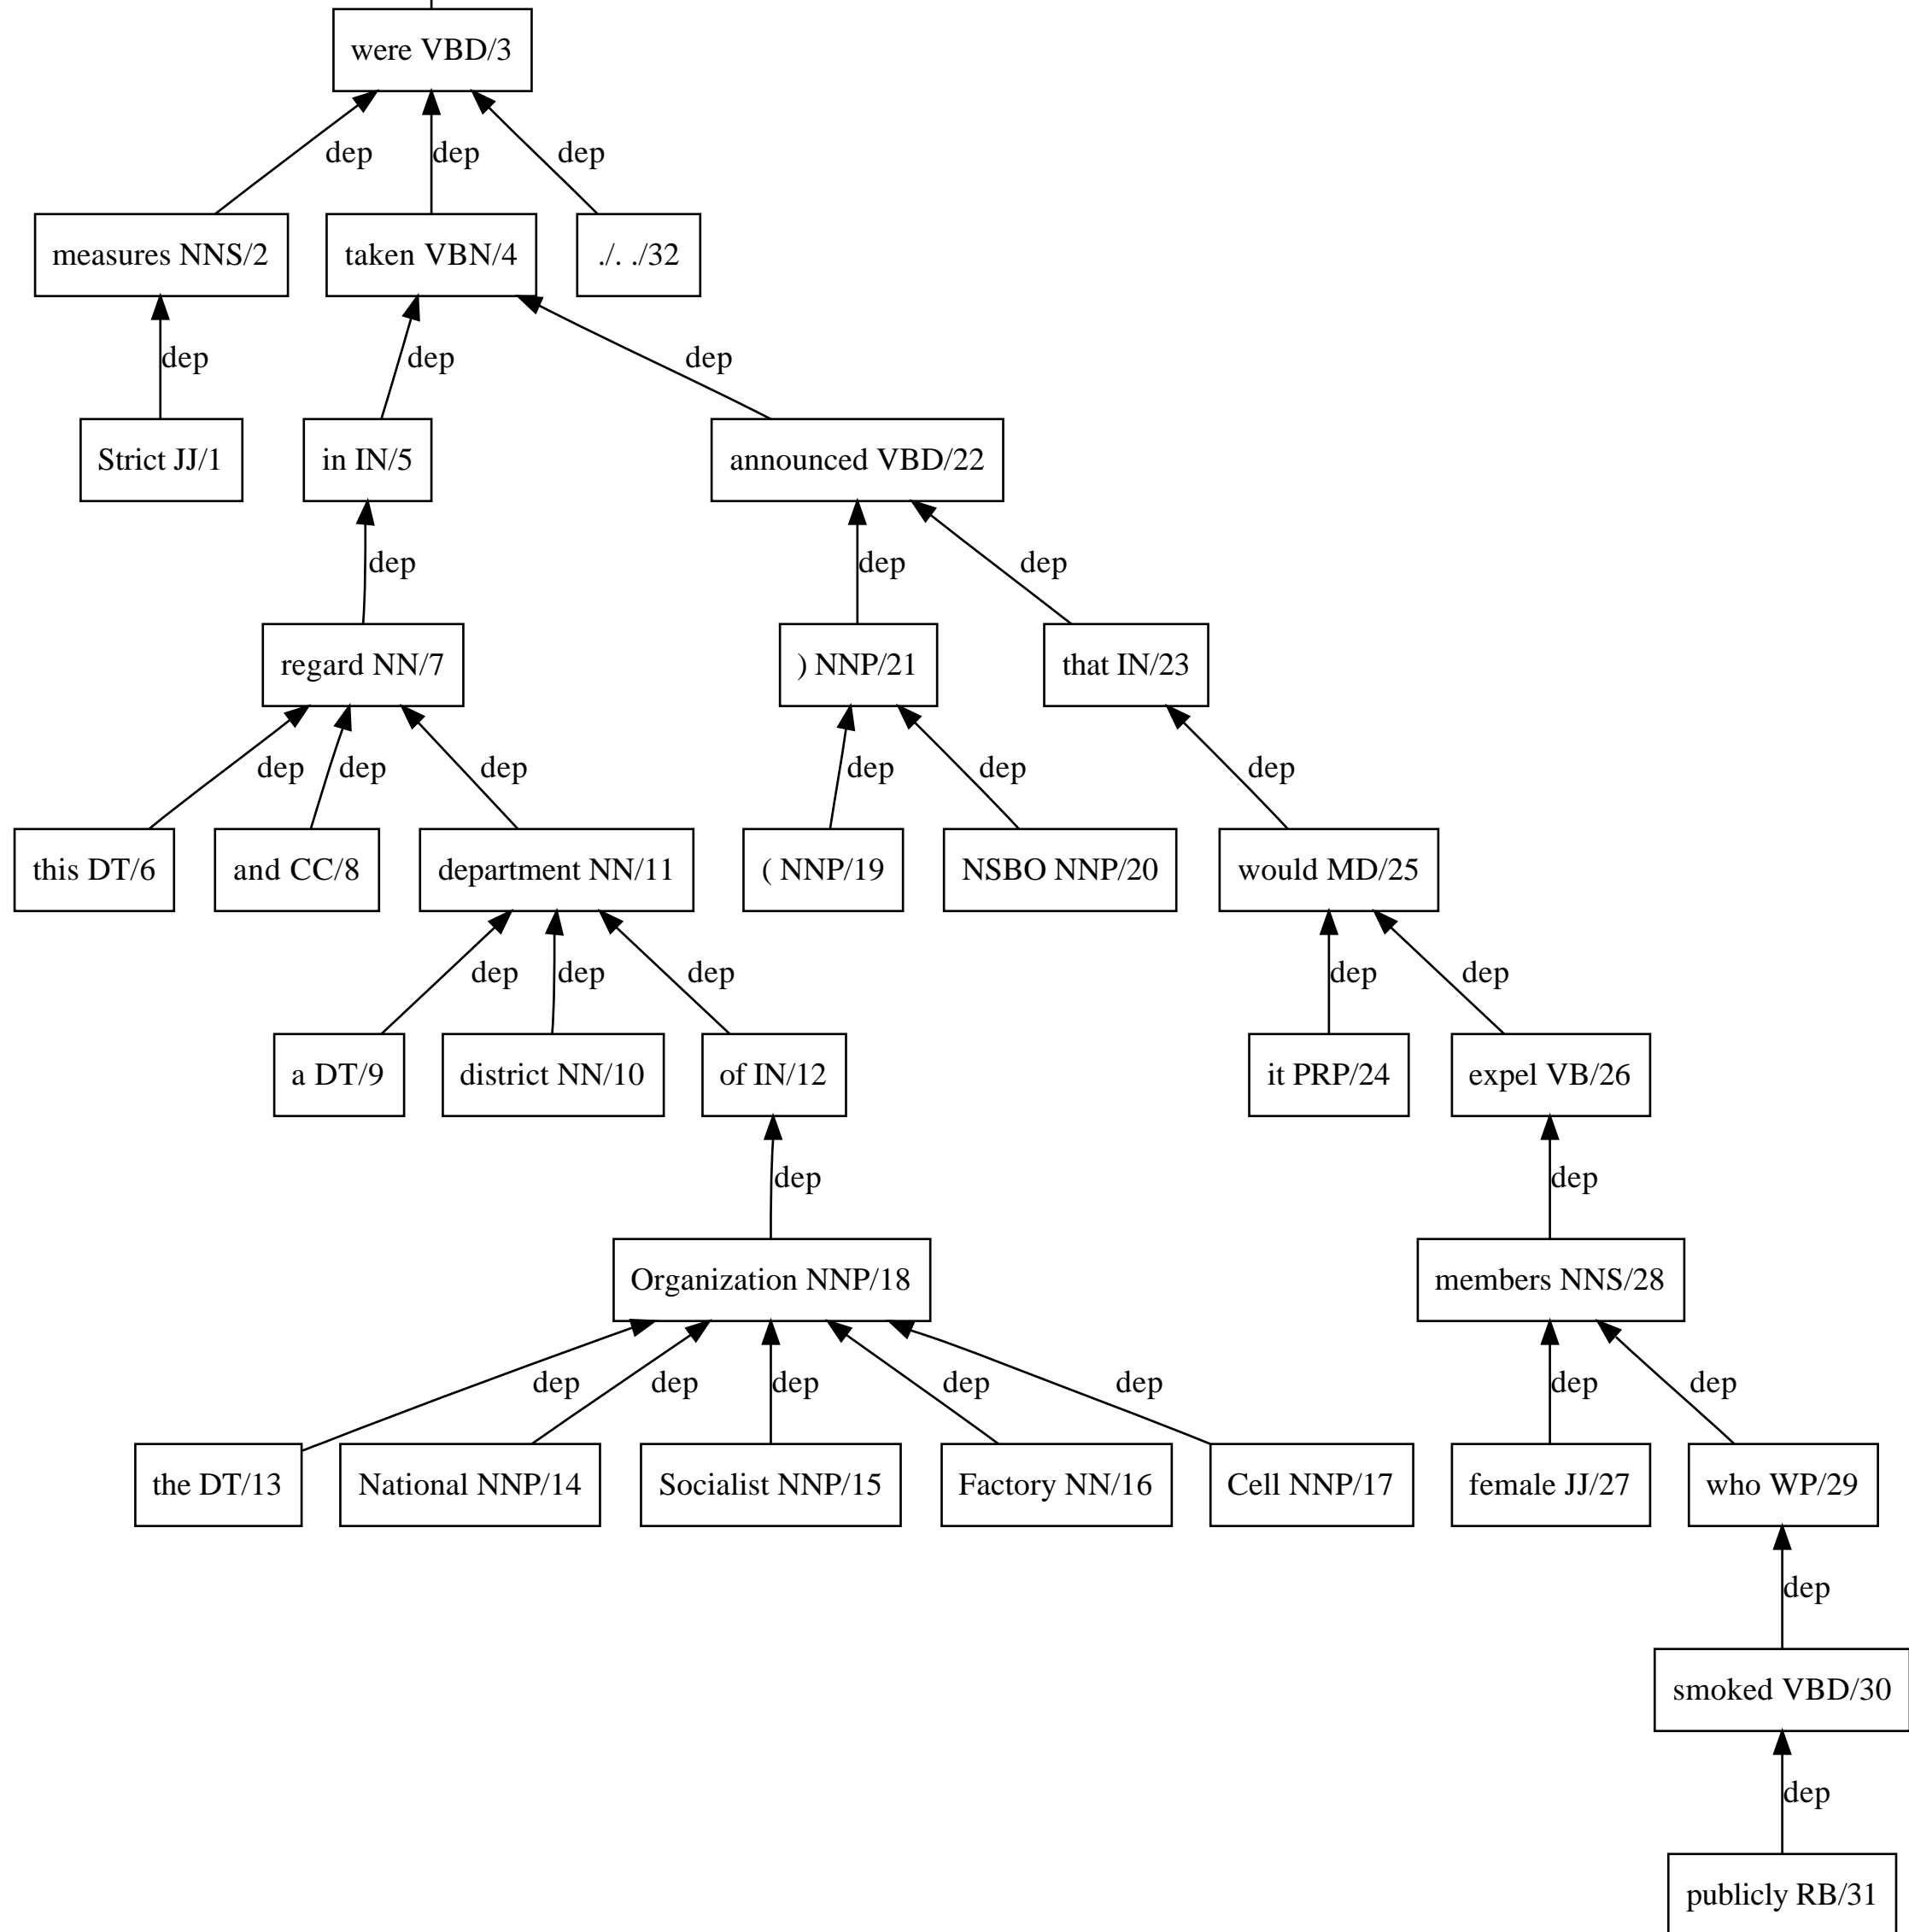 were VBD/3
dep dep dep
measures NNS/2 taken VBN/4 ./. ./32
dep dep dep
Strict JJ/1 in IN/5 announced VBD/22
dep dep dep
regard NN/7 ) NNP/21 that IN/23
dep dep dep dep dep dep
this DT/6 and CC/8 department NN/11 ( NNP/19 NSBO NNP/20 would MD/25
dep dep dep dep dep
a DT/9 district NN/10 of IN/12 it PRP/24 expel VB/26
dep dep
Organization NNP/18 members NNS/28
dep dep dep dep dep dep dep
the DT/13 National NNP/14 Socialist NNP/15 Factory NN/16 Cell NNP/17 female JJ/27 who WP/29
dep
smoked VBD/30
dep
publicly RB/31